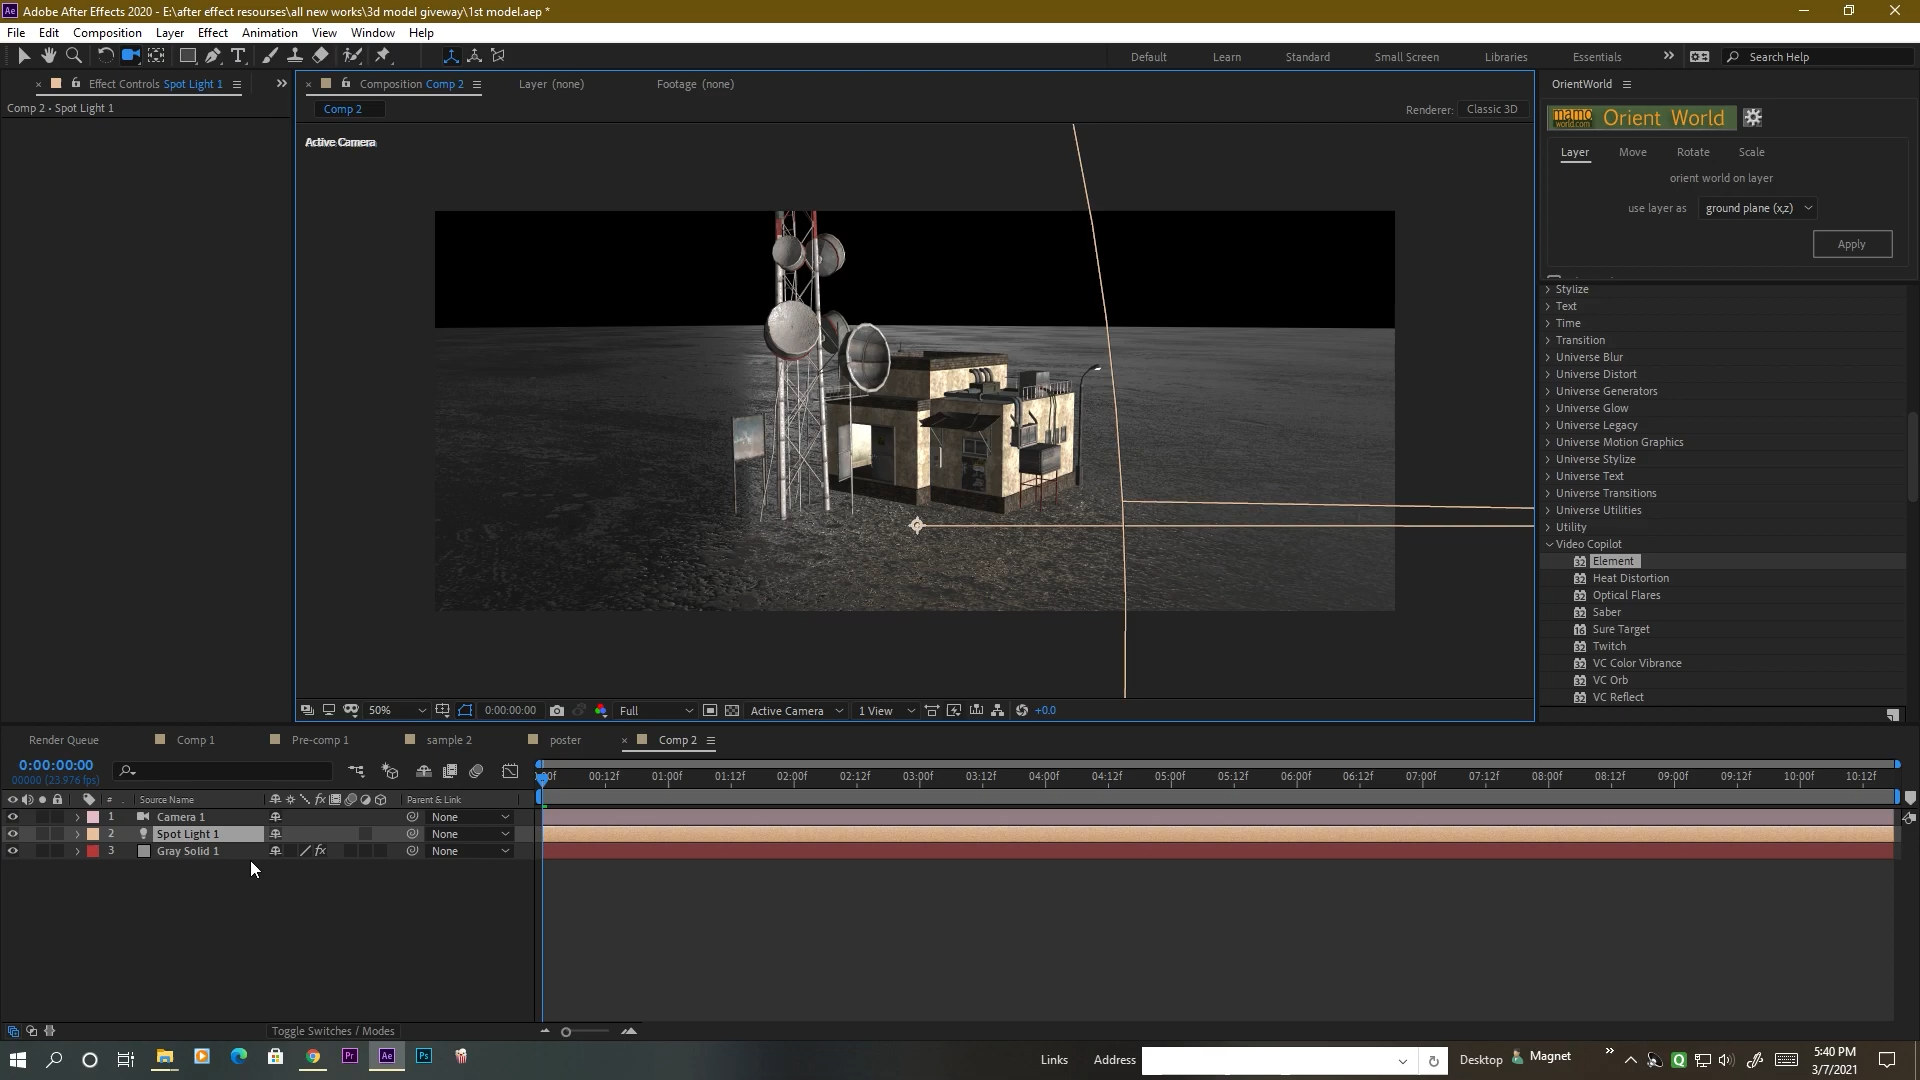 Adobe After Effects 2020 - E:\after effect resourses\all new works\3d model giveway\1st model.aep *
File Edit Composition Layer Effect Animation View Window Help
Default Learn Standard Small Screen Libraries Essentials Search Help
Effect Controls Spot Light 1
Composition Comp 2
Layer (none)
Footage (none)
OrientWorld
Comp 2 • Spot Light 1
Comp 2
Renderer: Classic 3D
mamo world.com Orient World
Active Camera
Layer Move Rotate Scale
orient world on layer
use layer as ground plane (x,z)
Apply
Stylize
Text
Time
Transition
Universe Blur
Universe Distort
Universe Generators
Universe Glow
Universe Legacy
Universe Motion Graphics
Universe Stylize
Universe Text
Universe Transitions
Universe Utilities
Utility
Video Copilot
Element
Heat Distortion
Optical Flares
Saber
Sure Target
Twitch
VC Color Vibrance
VC Orb
VC Reflect
50% 0:00:00:00 Full Active Camera 1 View +0.0
Render Queue Comp 1 Pre-comp 1 sample 2 poster Comp 2
0:00:00:00
00000 (23.976 fps)
00:12f 01:00f 01:12f 02:00f 02:12f 03:00f 03:12f 04:00f 04:12f 05:00f 05:12f 06:00f 06:12f 07:00f 07:12f 08:00f 08:12f 09:00f 09:12f 10:00f 10:12f
# Source Name fx Parent & Link
1 Camera 1 None
2 Spot Light 1 None
3 Gray Solid 1 fx None
Toggle Switches / Modes
Links Address Desktop Magnet
5:40 PM
3/7/2021